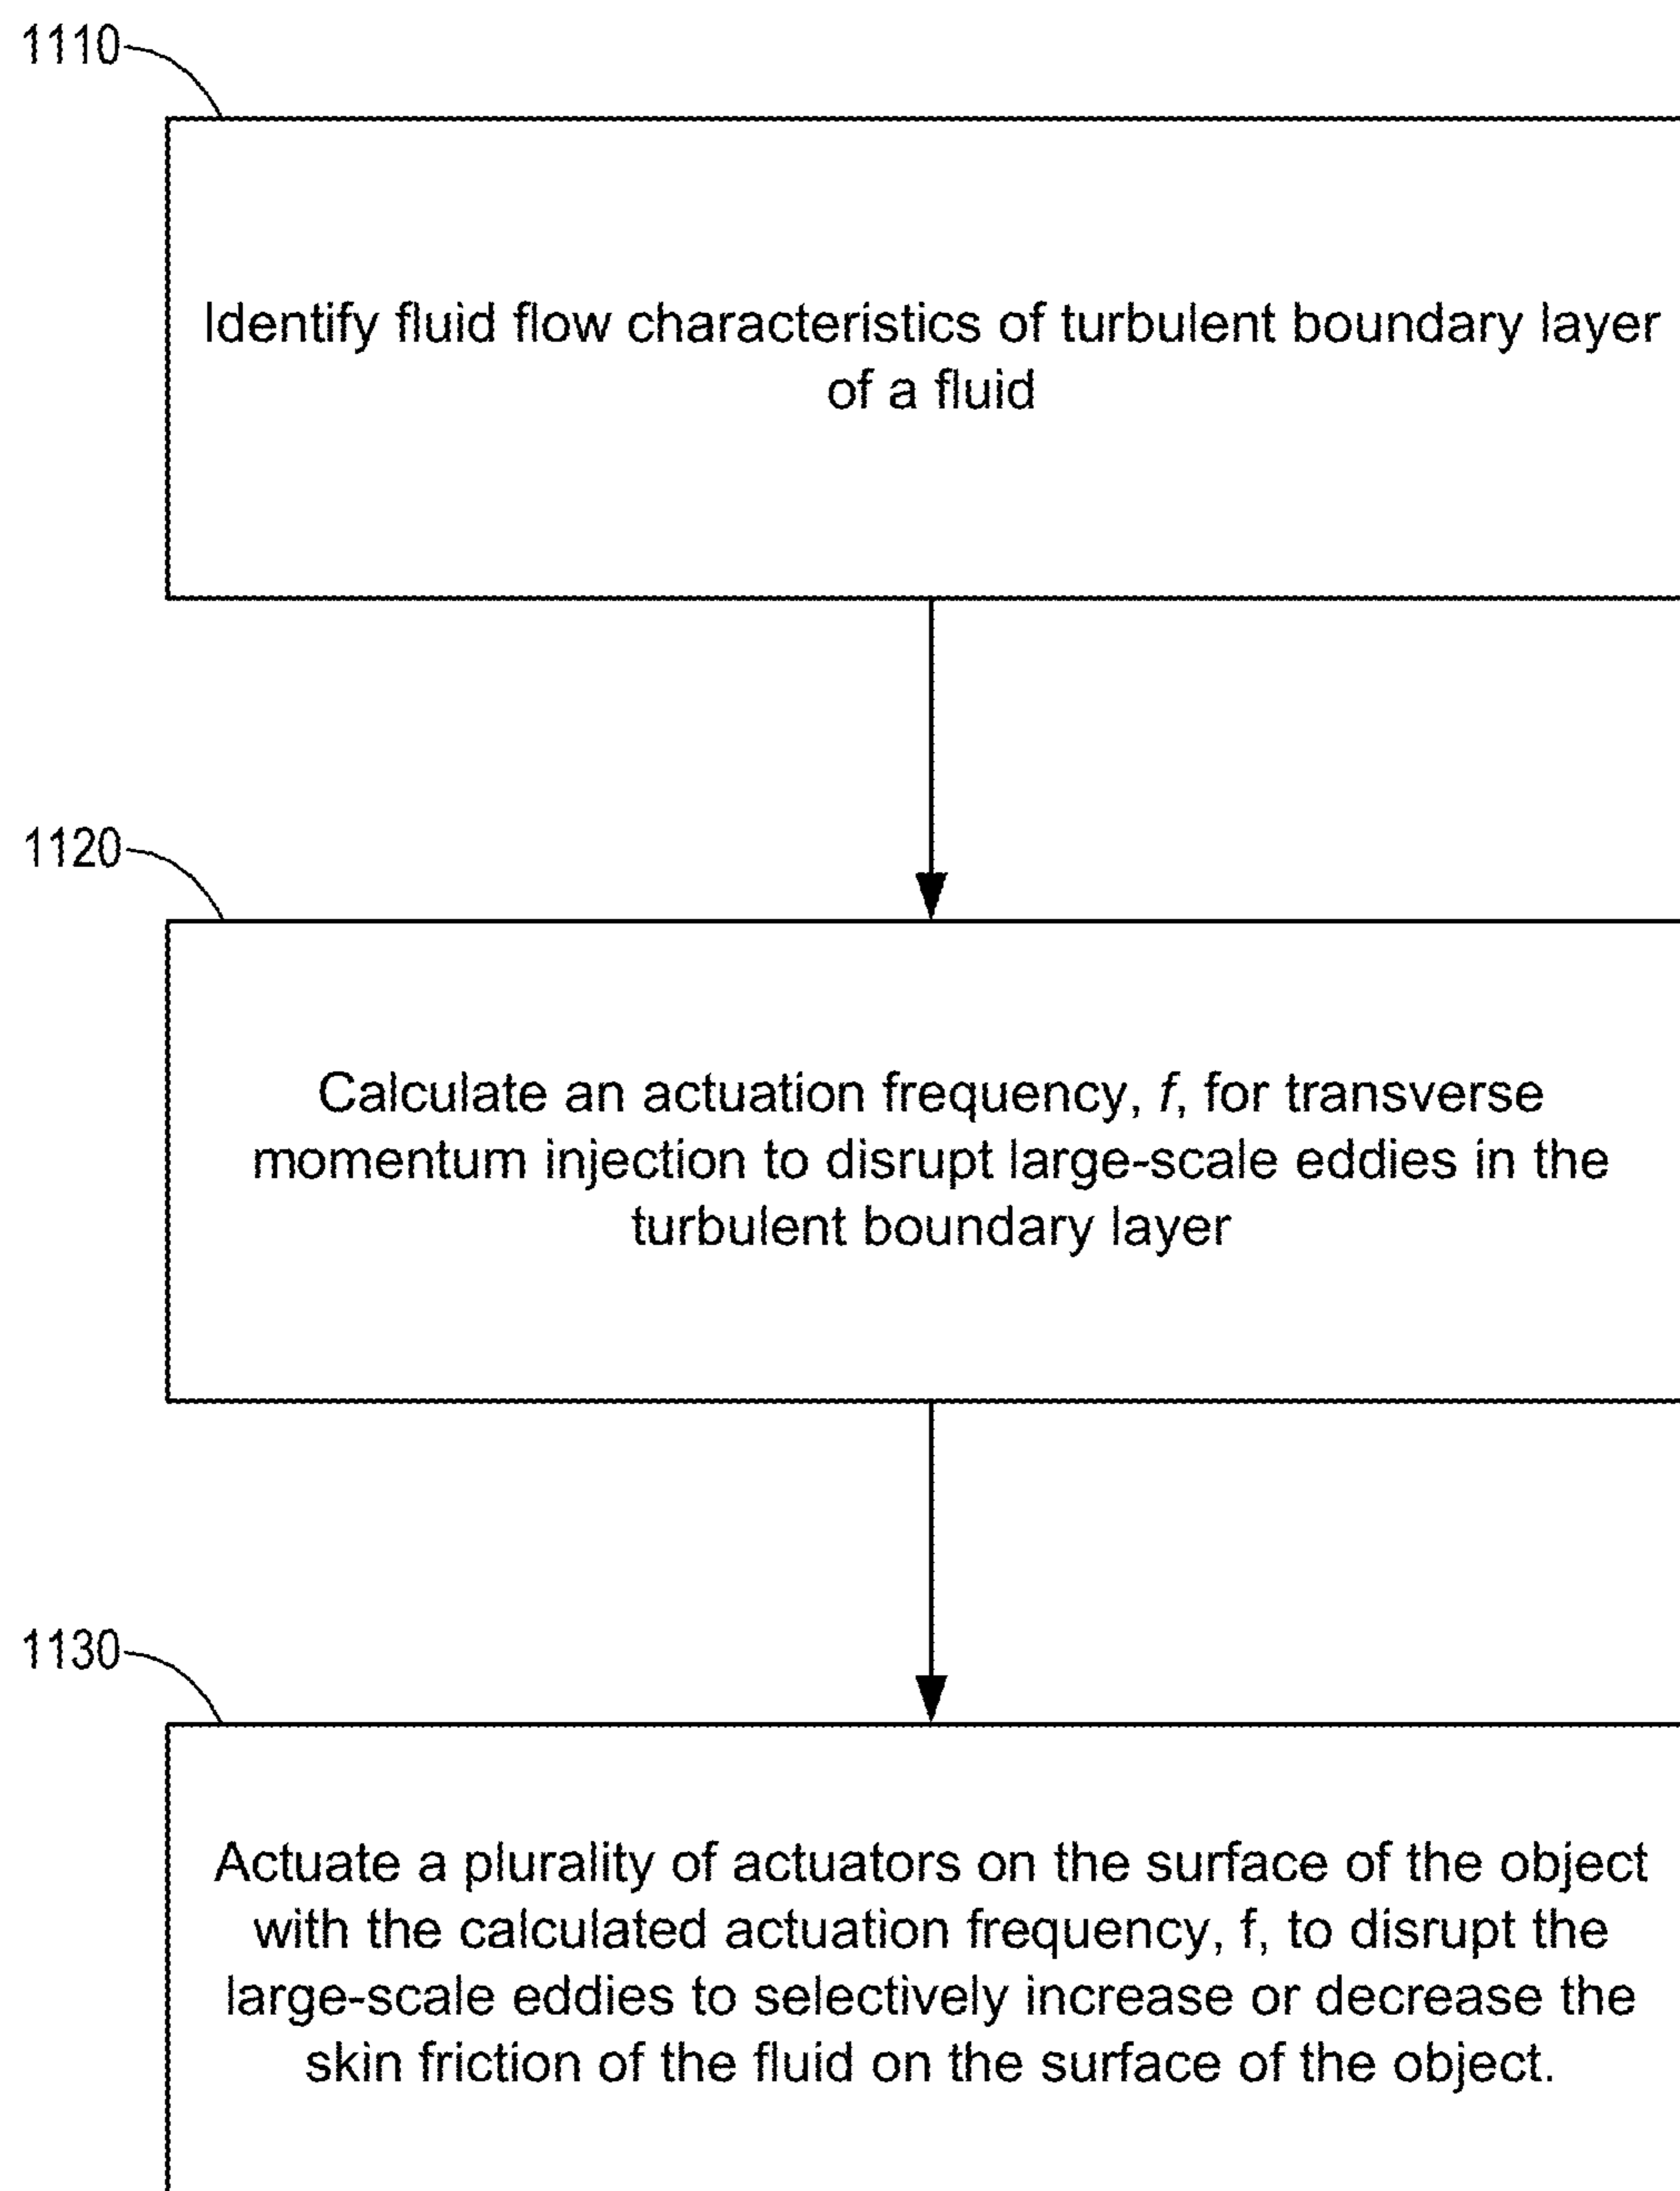 1110
Identify fluid flow characteristics of turbulent boundary layer
of a fluid
1120
Calculate an actuation frequency, f, for transverse
momentum injection to disrupt large-scale eddies in the
turbulent boundary layer
1130
Actuate a plurality of actuators on the surface of the object
with the calculated actuation frequency, f, to disrupt the
large-scale eddies to selectively increase or decrease the
skin friction of the fluid on the surface of the object.